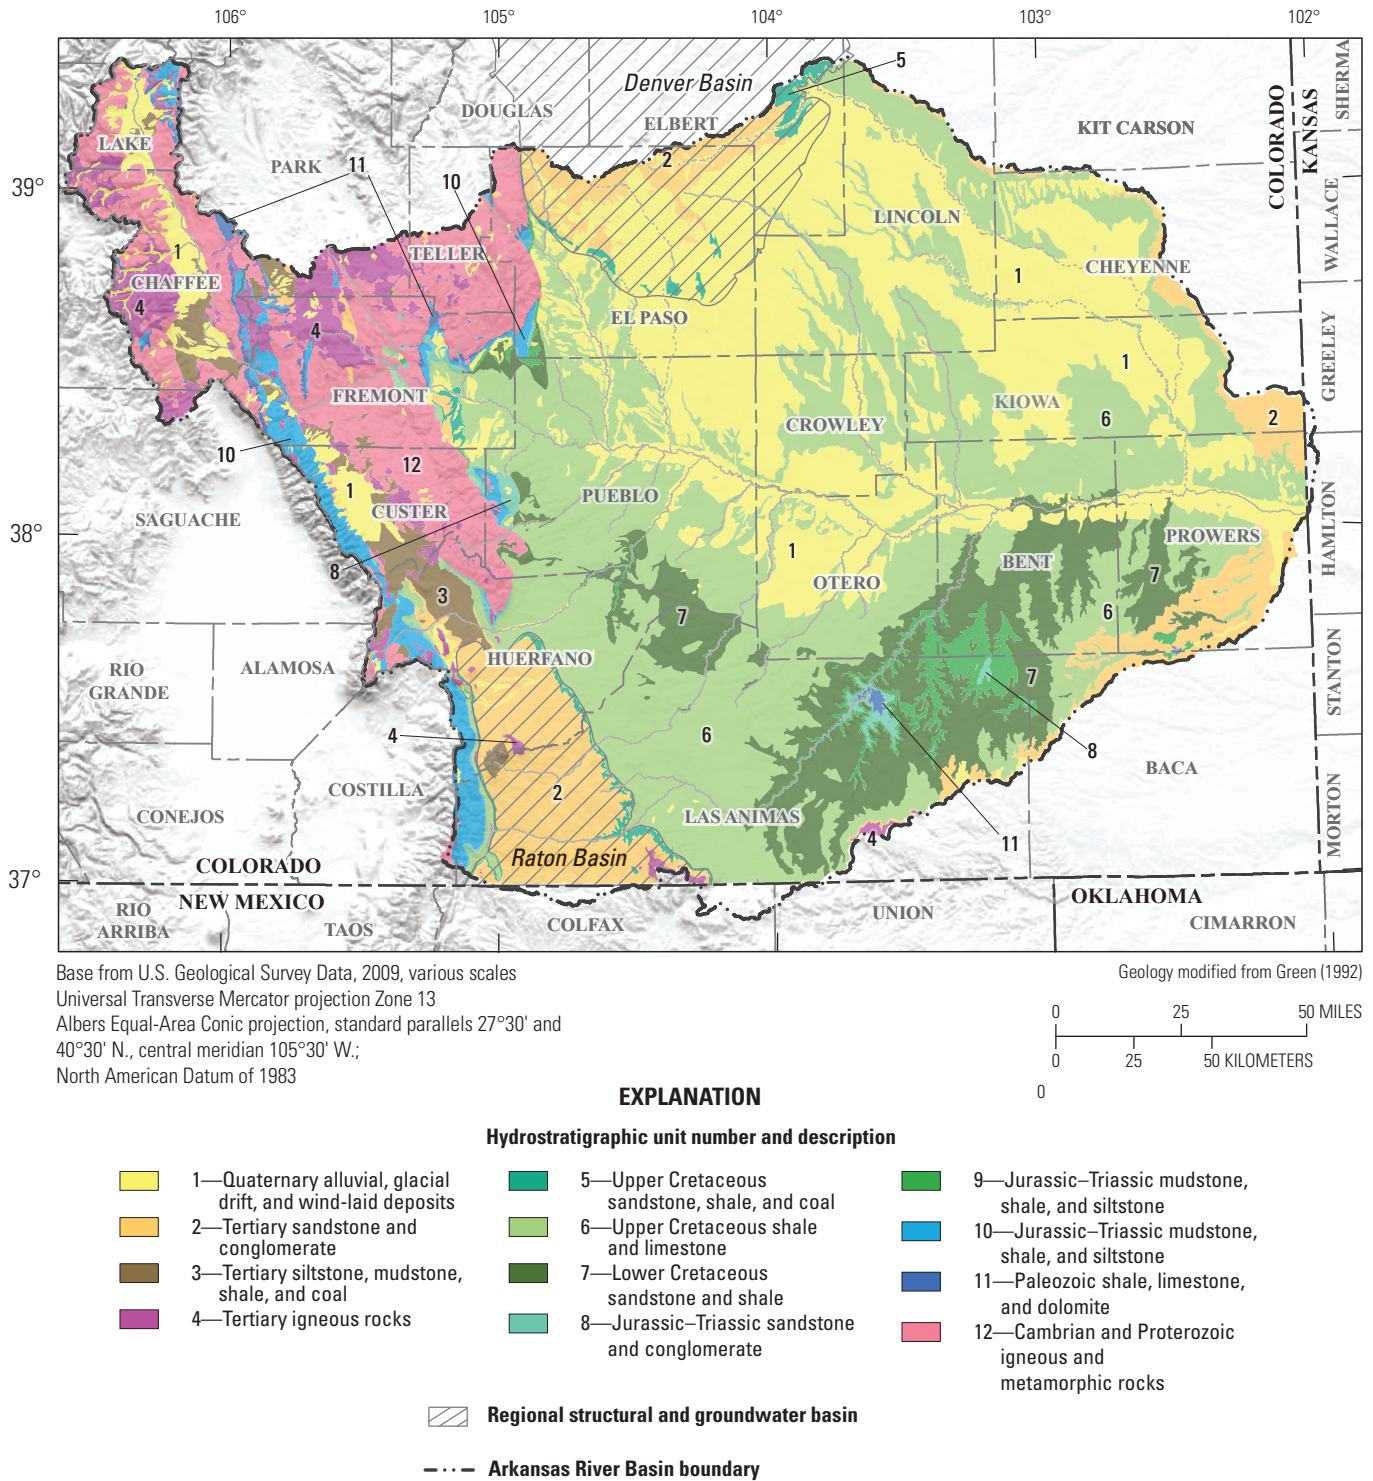 106° 105° 104° 103° 102°
Denver Basin
5
DOUGLAS
ELBERT
KIT CARSON
COLORADO
KANSAS
SHERMA
LAKE
PARK
11
10
2
39°
LINCOLN
WALLACE
1
TELLER
CHEYENNE
CHAFFEE
1
4
4
EL PASO
GREELEY
1
FREMONT
KIOWA
6
2
CROWLEY
10
12
1
PUEBLO
CUSTER
SAGUACHE
38°
PROWERS
HAMILTON
1
BENT
8
OTERO
7
3
7
6
HUERFANO
RIO
GRANDE
ALAMOSA
7
STANTON
4
6
8
BACA
COSTILLA
2
CONEJOS
LAS ANIMAS
MORTON
4
11
Raton Basin
COLORADO
37°
NEW MEXICO
OKLAHOMA
RIO
ARRIBA
TAOS
COLFAX
UNION
CIMARRON
Base from U.S. Geological Survey Data, 2009, various scales
Universal Transverse Mercator projection Zone 13
Albers Equal-Area Conic projection, standard parallels 27°30' and
40°30' N., central meridian 105°30' W.;
North American Datum of 1983
Geology modified from Green (1992)
0 25 50 MILES
0 25 50 KILOMETERS
0
EXPLANATION
Hydrostratigraphic unit number and description
1—Quaternary alluvial, glacial
drift, and wind-laid deposits
2—Tertiary sandstone and
conglomerate
3—Tertiary siltstone, mudstone,
shale, and coal
4—Tertiary igneous rocks
5—Upper Cretaceous
sandstone, shale, and coal
6—Upper Cretaceous shale
and limestone
7—Lower Cretaceous
sandstone and shale
8—Jurassic–Triassic sandstone
and conglomerate
9—Jurassic–Triassic mudstone,
shale, and siltstone
10—Jurassic–Triassic mudstone,
shale, and siltstone
11—Paleozoic shale, limestone,
and dolomite
12—Cambrian and Proterozoic
igneous and
metamorphic rocks
Regional structural and groundwater basin
Arkansas River Basin boundary